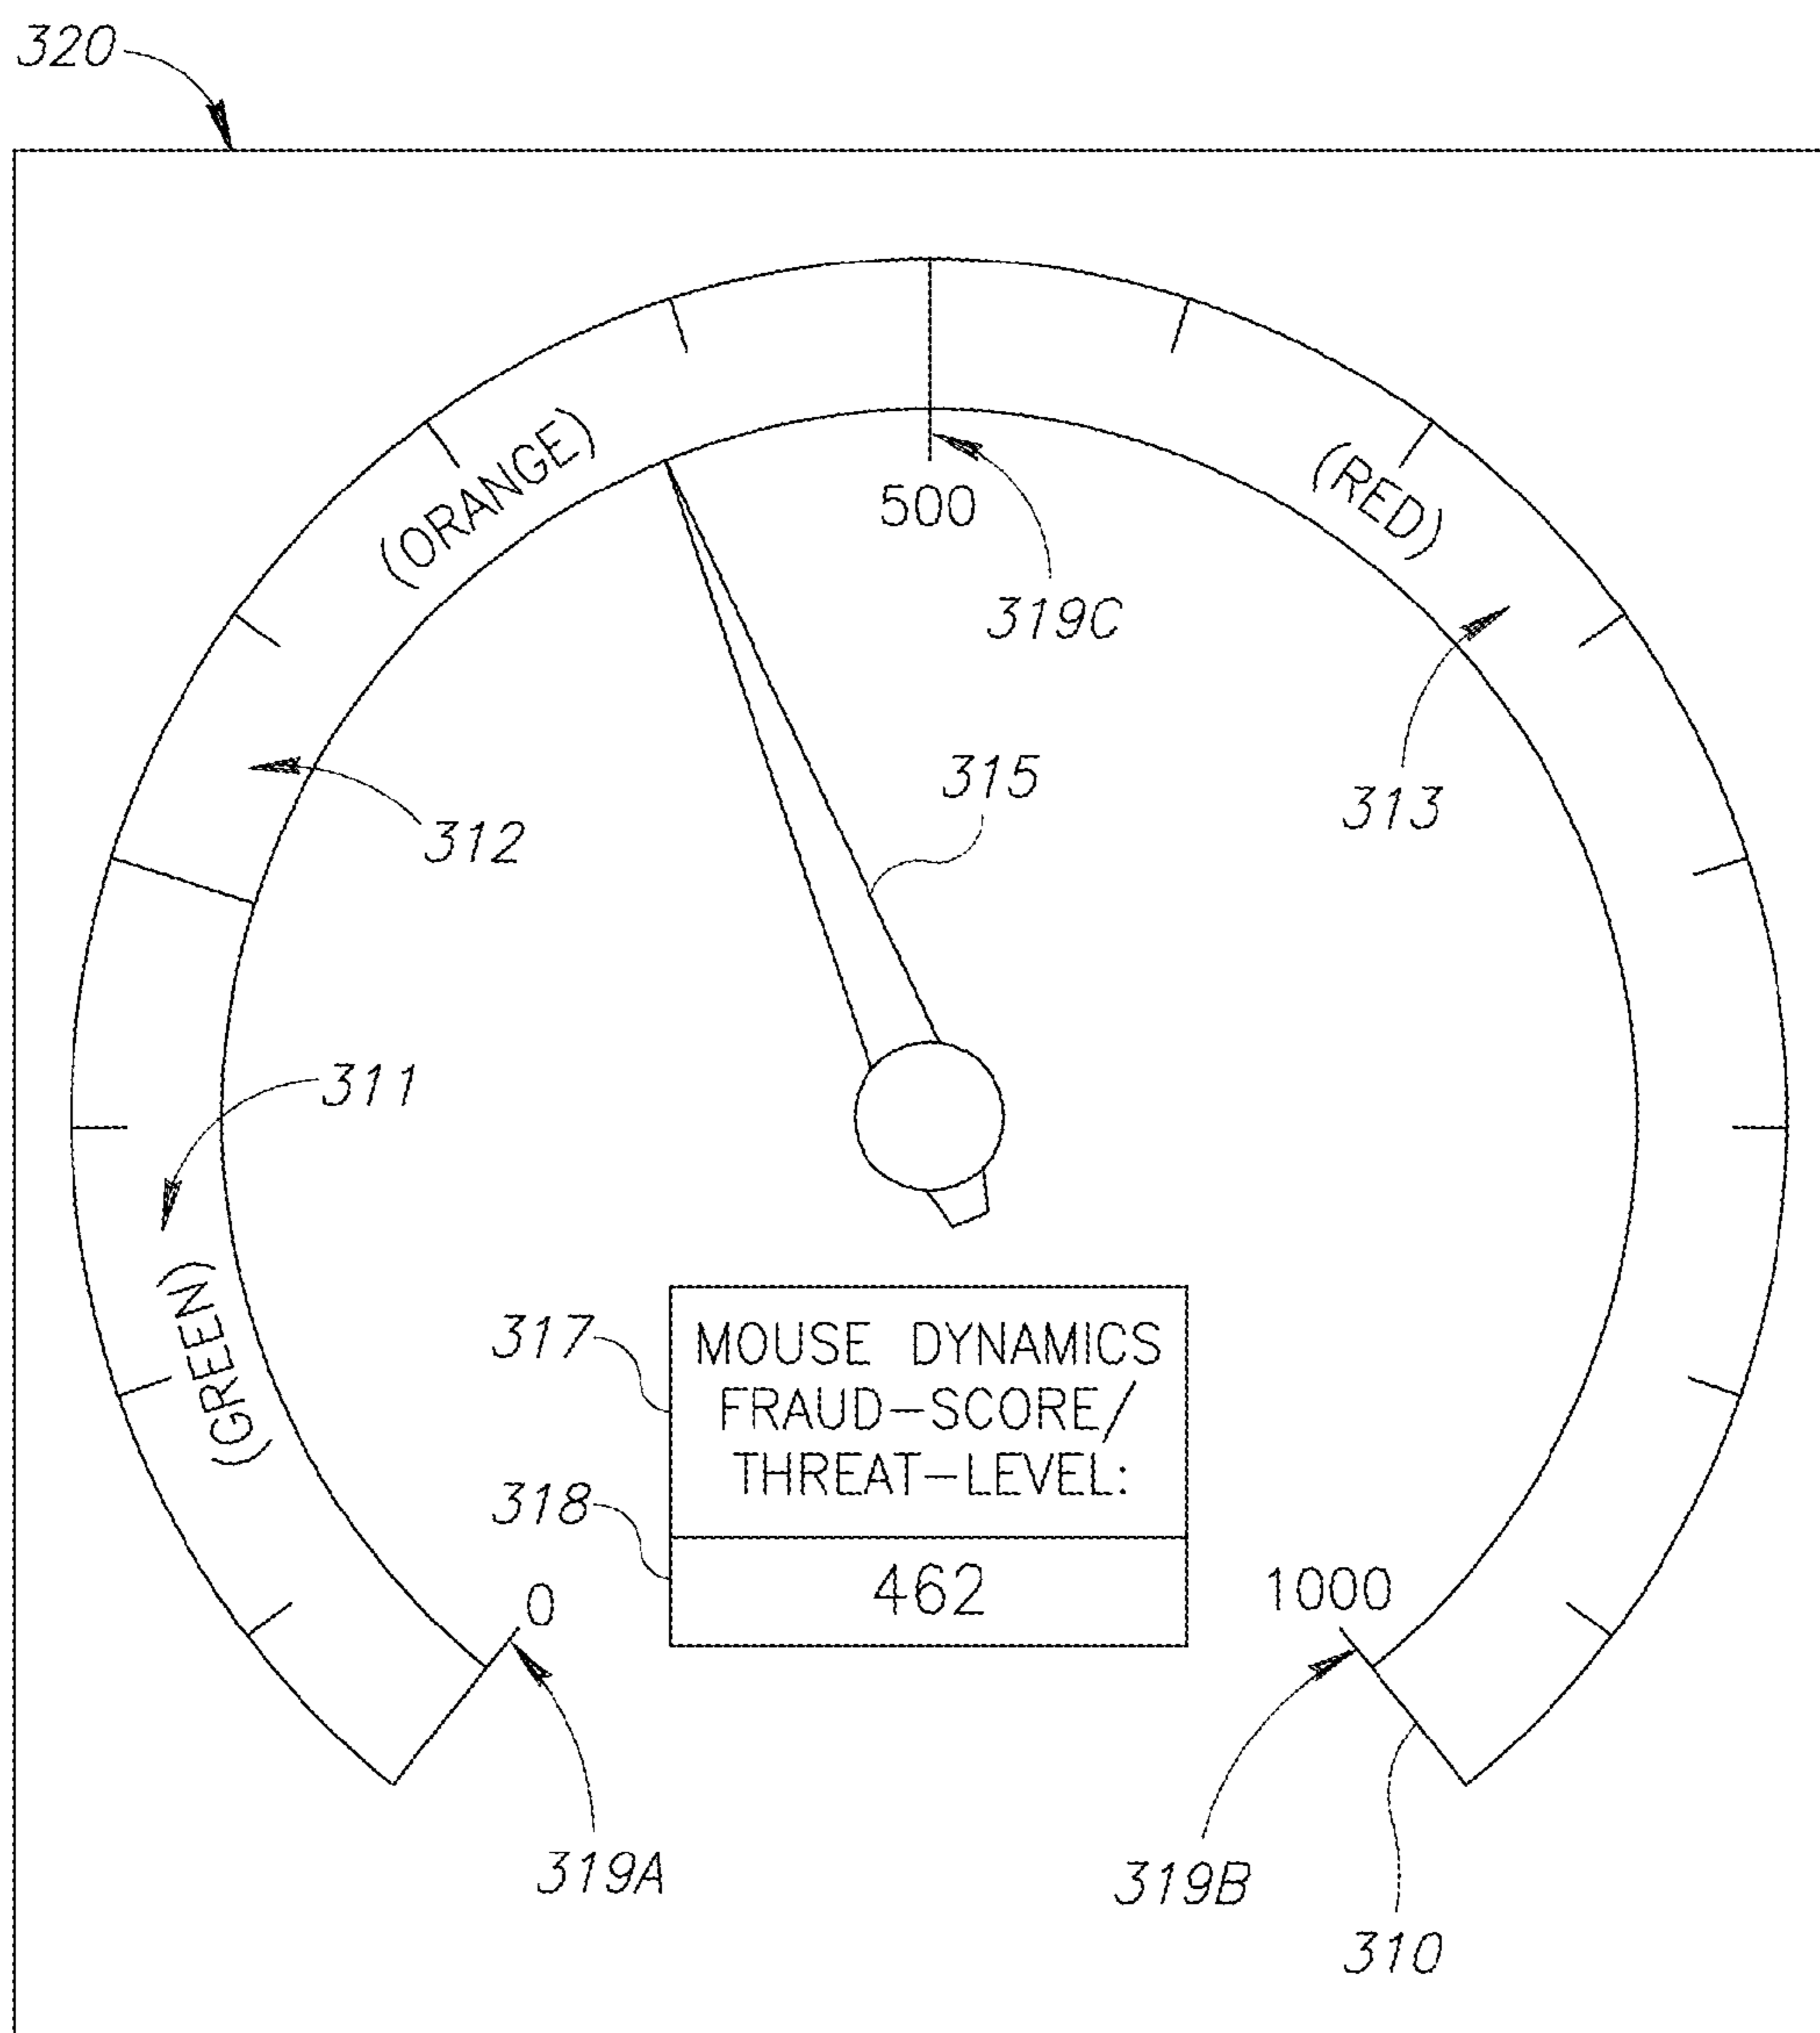 320
(ORANGE)
(RED)
500
319C
315
313
312
311
(GREEN)
317
MOUSE DYNAMICS
FRAUD-SCORE/
THREAT-LEVEL:
318
462
0
1000
319A
319B
310